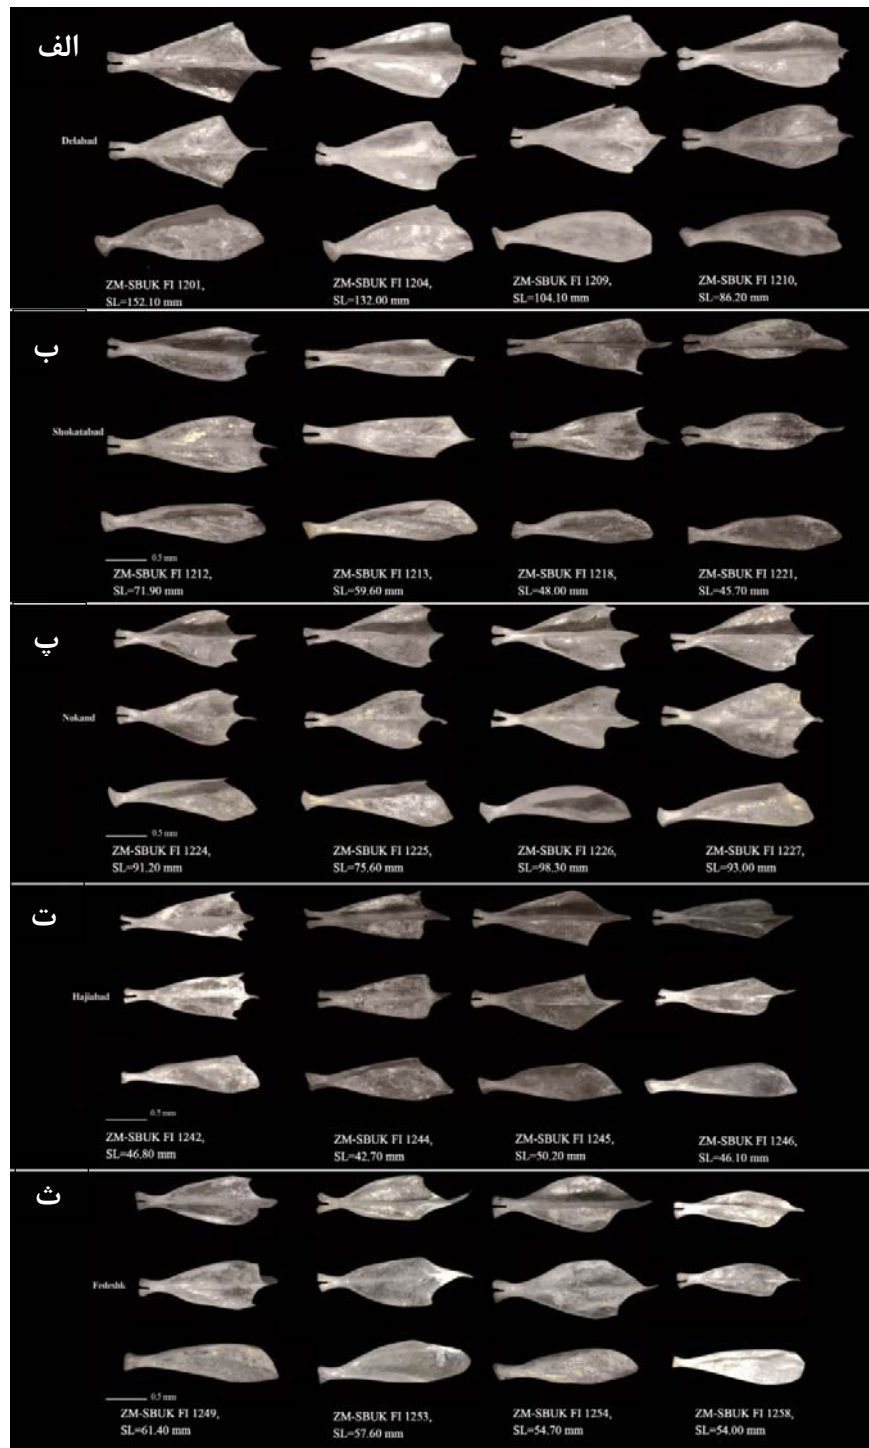 الف
Delabad
ZM-SBUK FI 1201, ZM-SBUK FI 1204, ZM-SBUK FI 1209, ZM-SBUK FI 1210,
SL=152.10 mm SL=132.00 mm SL=104.10 mm SL=86.20 mm
ب
Shokatabad
0.5 mm
ZM-SBUK FI 1212, ZM-SBUK FI 1213, ZM-SBUK FI 1218, ZM-SBUK FI 1221,
SL=71.90 mm SL=59.60 mm SL=48.00 mm SL=45.70 mm
پ
Nokand
0.5 mm
ZM-SBUK FI 1224, ZM-SBUK FI 1225, ZM-SBUK FI 1226, ZM-SBUK FI 1227,
SL=91.20 mm SL=75.60 mm SL=98.30 mm SL=93.00 mm
ت
Hajiabad
0.5 mm
ZM-SBUK FI 1242, ZM-SBUK FI 1244, ZM-SBUK FI 1245, ZM-SBUK FI 1246,
SL=46.80 mm SL=42.70 mm SL=50.20 mm SL=46.10 mm
ث
Fedeshk
0.5 mm
ZM-SBUK FI 1249, ZM-SBUK FI 1253, ZM-SBUK FI 1254, ZM-SBUK FI 1258,
SL=61.40 mm SL=57.60 mm SL=54.70 mm SL=54.00 mm